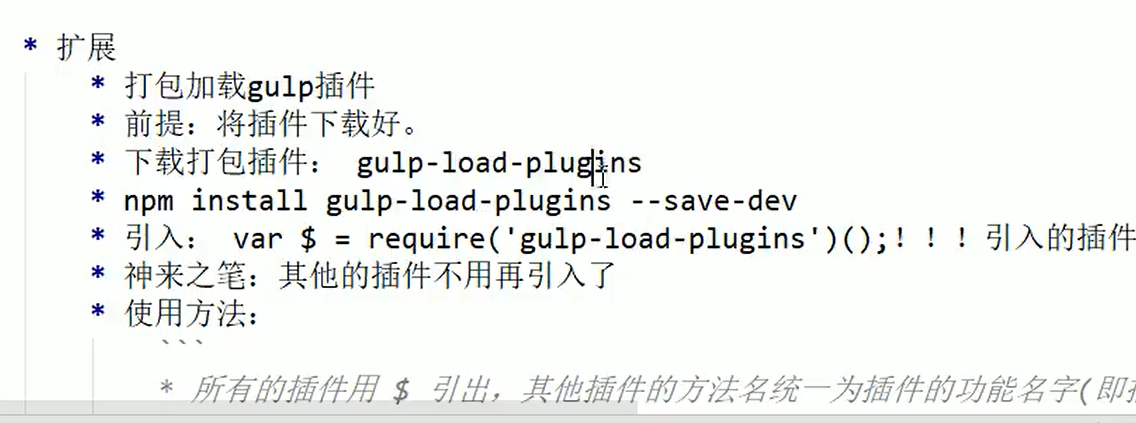 * 扩展
* 打包加载gulp插件
* 前提：将插件下载好。
* 下载打包插件： gulp-load-plugins
* npm install gulp-load-plugins --save-dev
* 引入： var $ = require('gulp-load-plugins')();！！！引入的插件
* 神来之笔：其他的插件不用再引入了
* 使用方法：
```
* 所有的插件用 $ 引出，其他插件的方法名统一为插件的功能名字(即